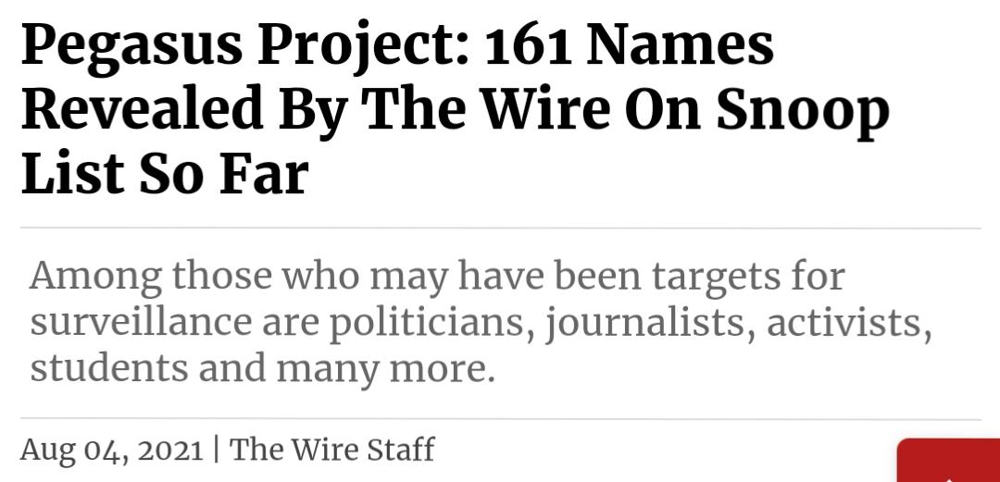 Pegasus Project: 161 Names
Revealed By The Wire On Snoop
List So Far
Among those who may have been targets for
surveillance are politicians, journalists, activists,
students and many more.
Aug 04, 2021 | The Wire Staff